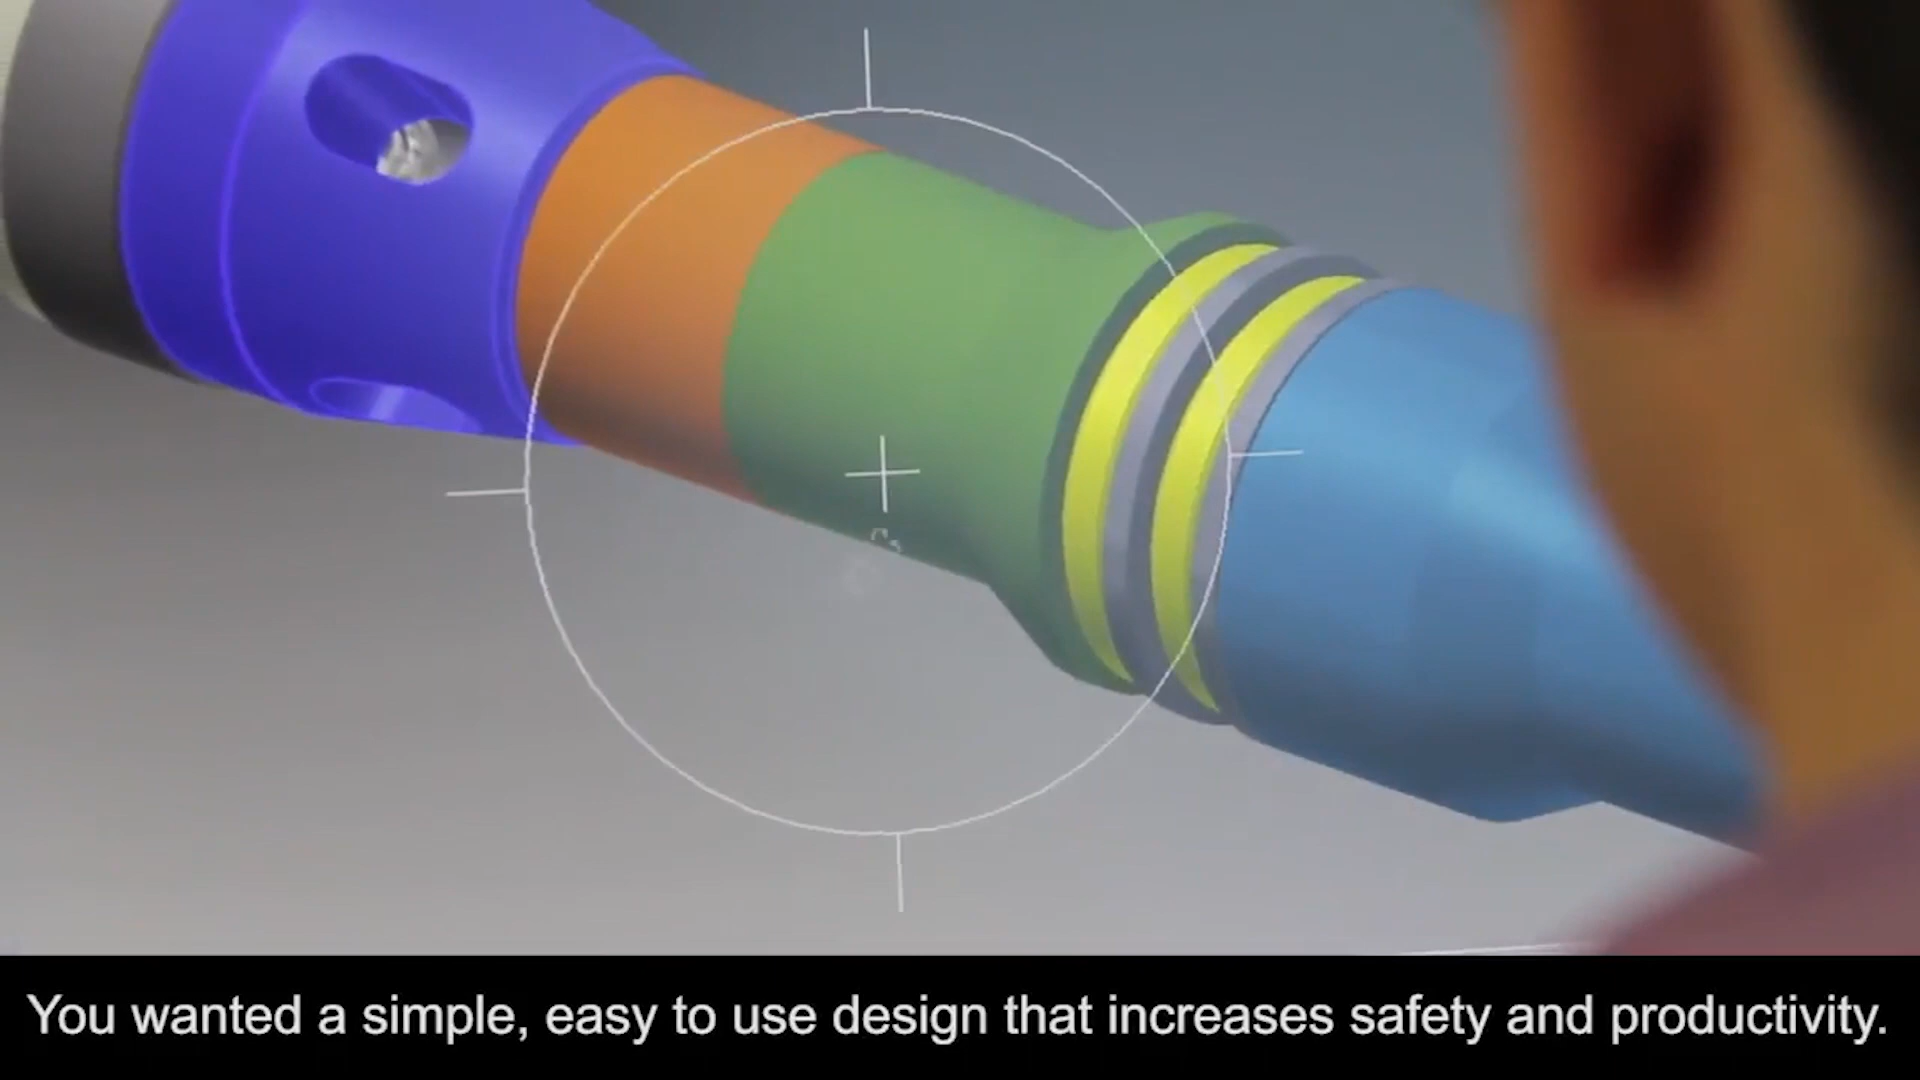 You wanted a simple, easy to use design that increases safety and productivity.